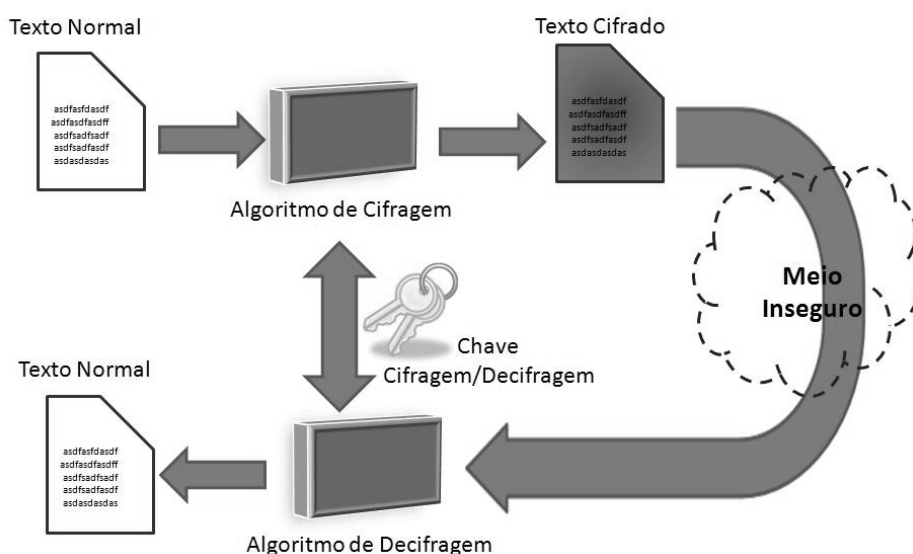 Texto Normal
asdfasfdasdf
asdfasdfasdff
asdfsadfsadf
asdfsadfasdf
asdasdasdas
Algoritmo de Cifragem
Texto Cifrado
asdfasfdasdf
asdfasdfasdff
asdfsadfsadf
asdfsadfasdf
asdasdasdas
Meio
Inseguro
Chave
Cifragem/Decifragem
Texto Normal
asdfasfdasdf
asdfasdfasdff
asdfsadfsadf
asdfsadfasdf
asdasdasdas
Algoritmo de Decifragem